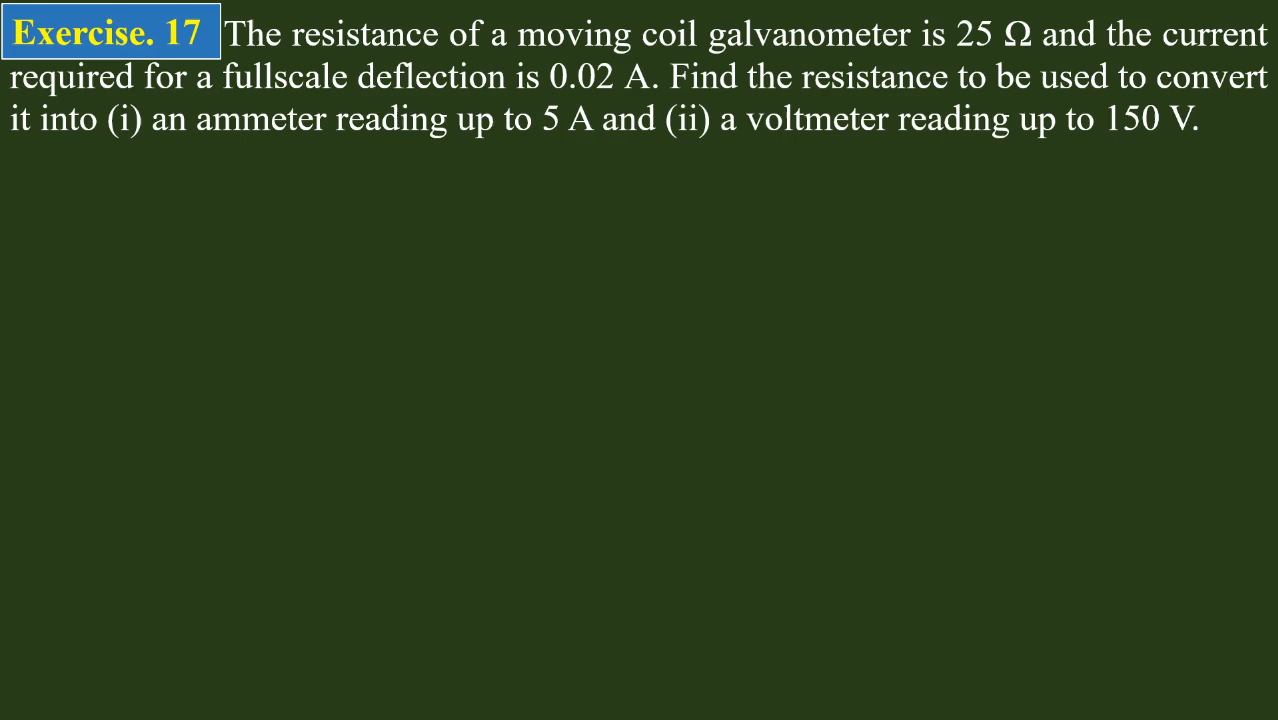 Exercise. 17 The resistance of a moving coil galvanometer is 25 Ω and the current
required for a fullscale deflection is 0.02 A. Find the resistance to be used to convert
it into (i) an ammeter reading up to 5 A and (ii) a voltmeter reading up to 150 V.